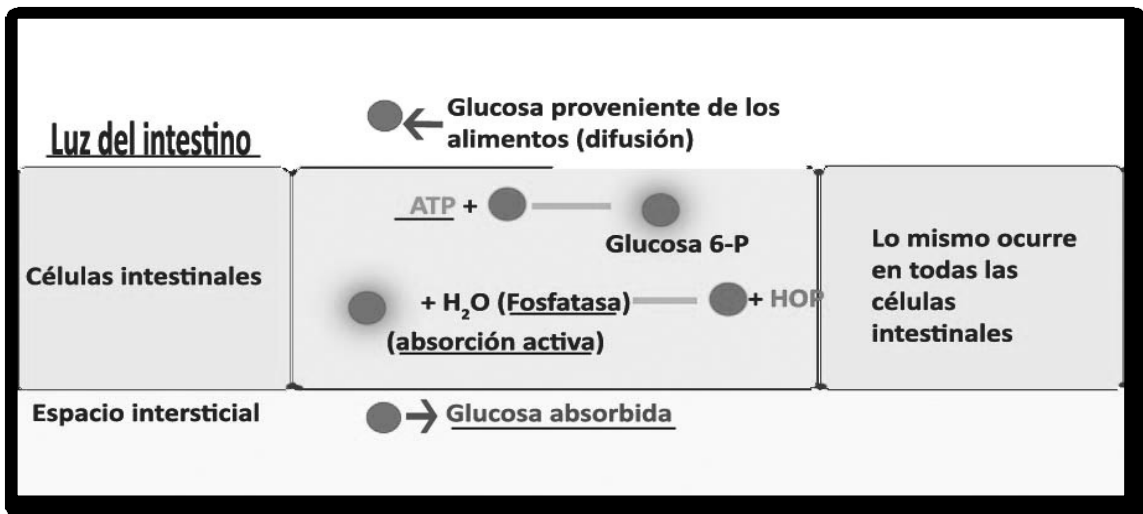 Glucosa proveniente de los
alimentos (difusión)
Luz del intestino
ATP +
Glucosa 6-P
Células intestinales
+ H₂O (Fosfatasa)
+ HOP
(absorción activa)
Lo mismo ocurre
en todas las
células
intestinales
Espacio intersticial
Glucosa absorbida